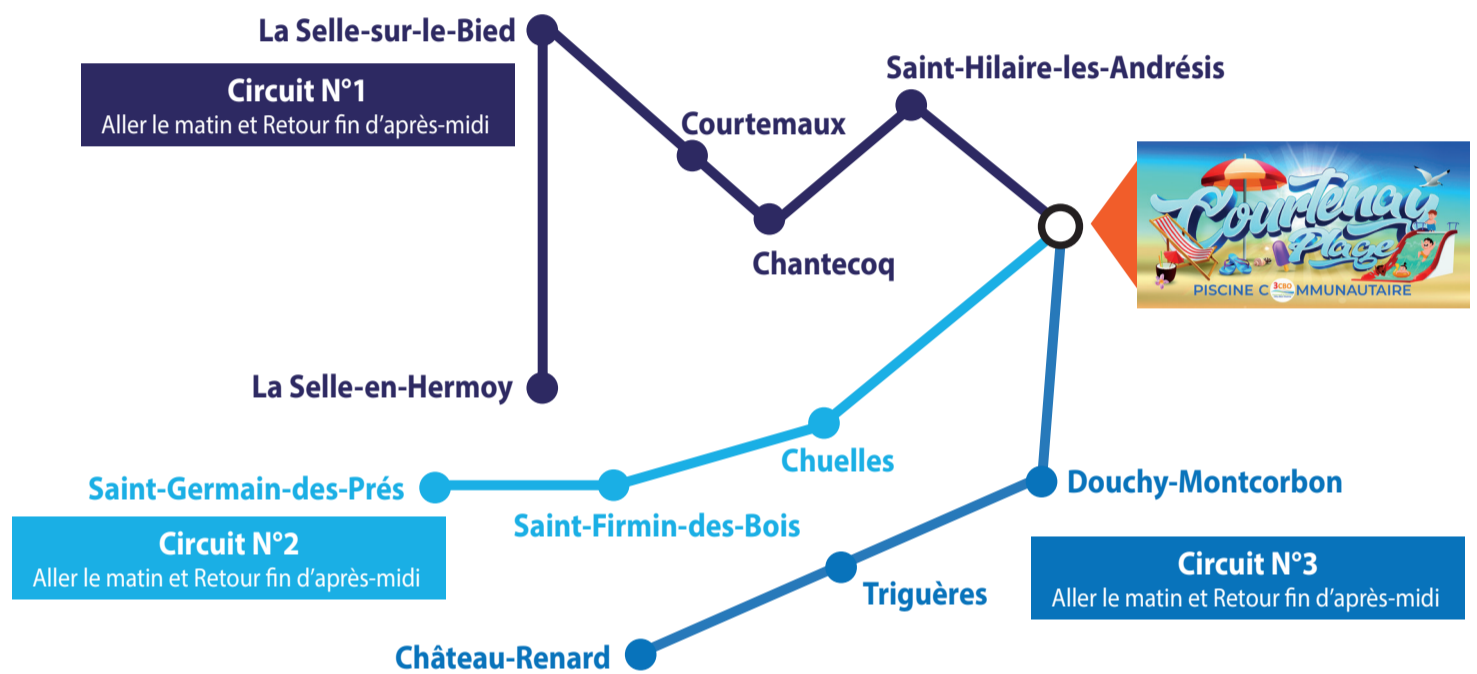 La Selle-sur-le-Bied
Circuit N°1
Aller le matin et Retour fin d'après-midi
Saint-Hilaire-les-Andrésis
Courtemaux
Chantecoq
Courtenay
Plage
PISCINE C 3CBO MMUNAUTAIRE
La Selle-en-Hermoy
Chuelles
Saint-Germain-des-Prés
Saint-Firmin-des-Bois
Douchy-Montcorbon
Circuit N°2
Aller le matin et Retour fin d'après-midi
Circuit N°3
Aller le matin et Retour fin d'après-midi
Triguères
Château-Renard